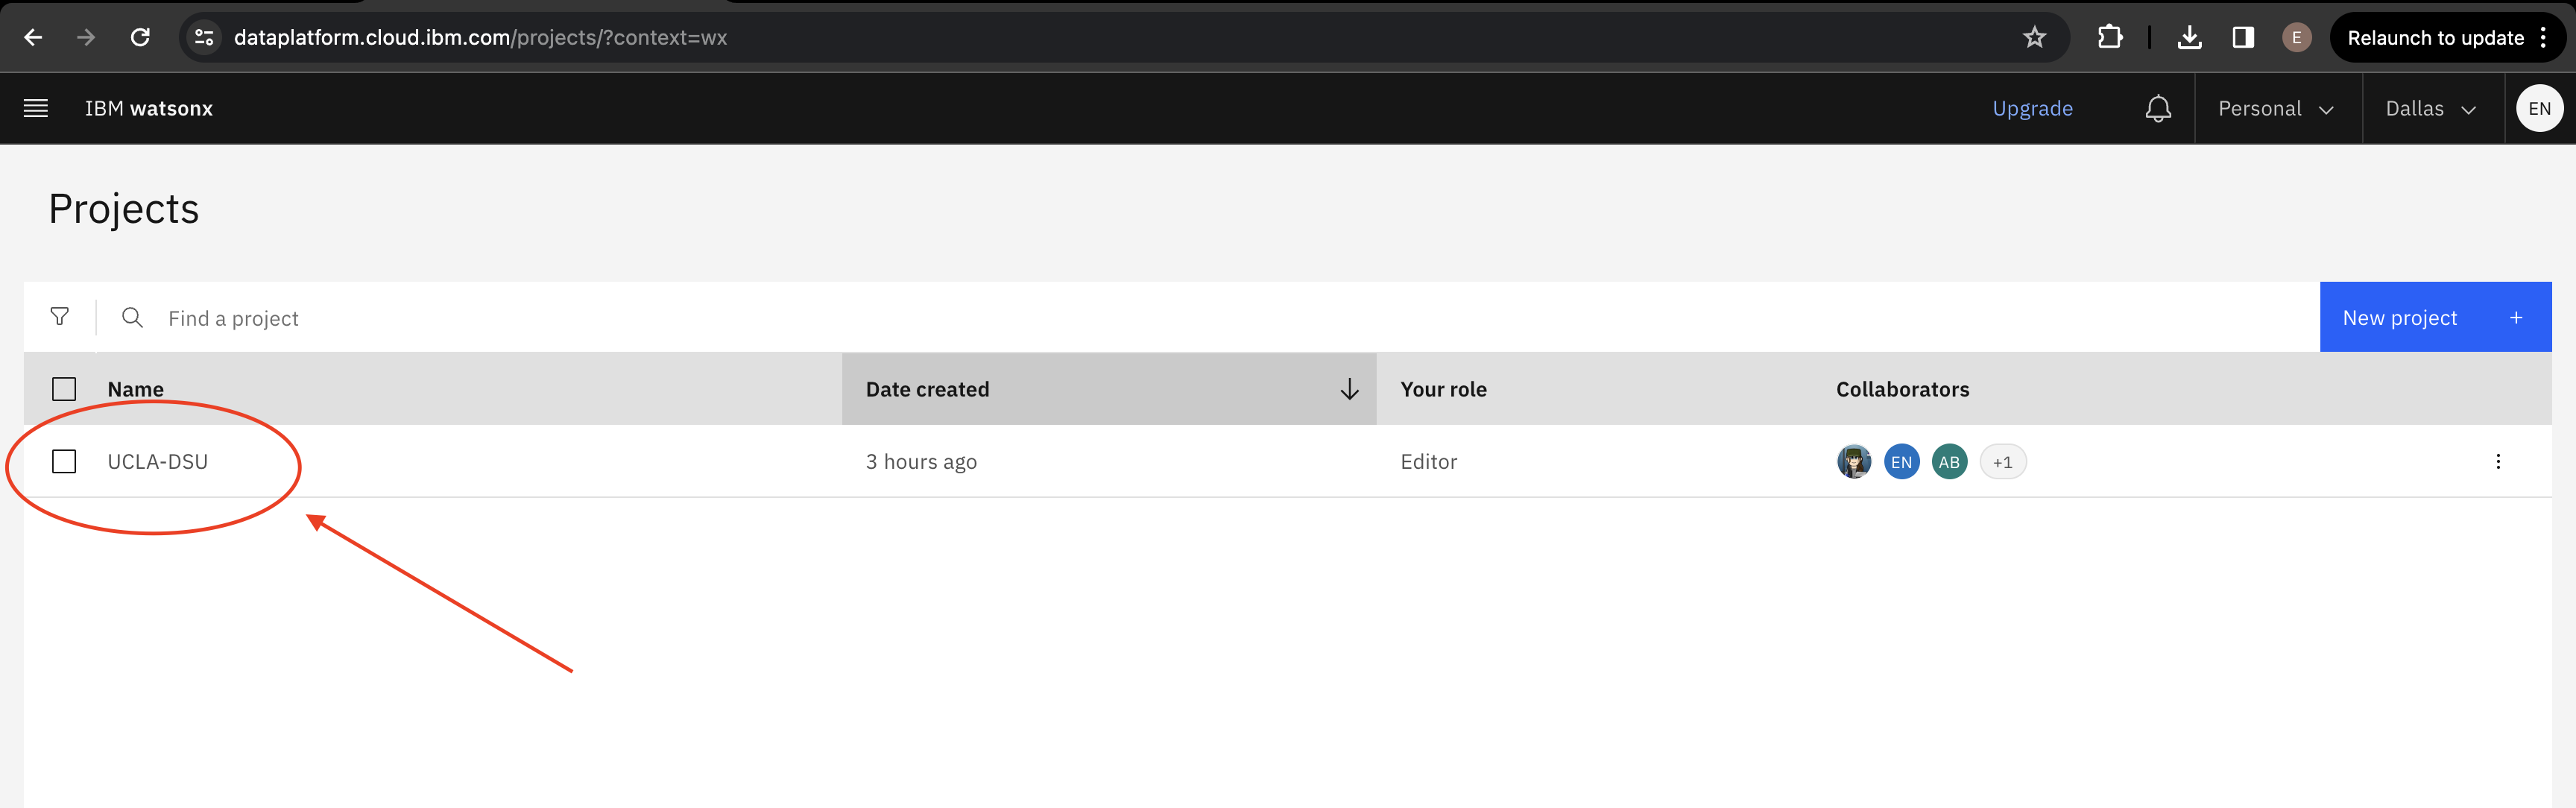 dataplatform.cloud.ibm.com/projects/?context=wx
E
Relaunch to update
IBM watsonx
Upgrade
Personal
Dallas
EN
Projects
Find a project
New project +
Name Date created Your role Collaborators
UCLA-DSU 3 hours ago Editor EN AB +1